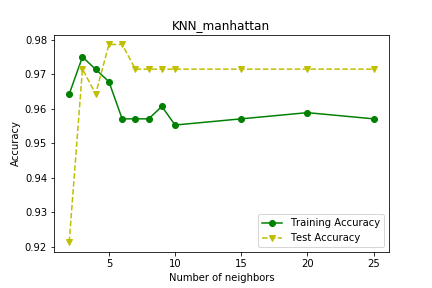 KNN_manhattan
0.98
0.97
0.96
0.95
0.94
0.93
0.92
Accuracy
5
10
15
20
25
Number of neighbors
Training Accuracy
Test Accuracy